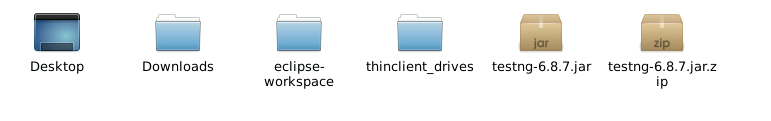 jar
zip
Desktop
Downloads
eclipse-
workspace
thinclient_drives
testng-6.8.7.jar
testng-6.8.7.jar.z
ip